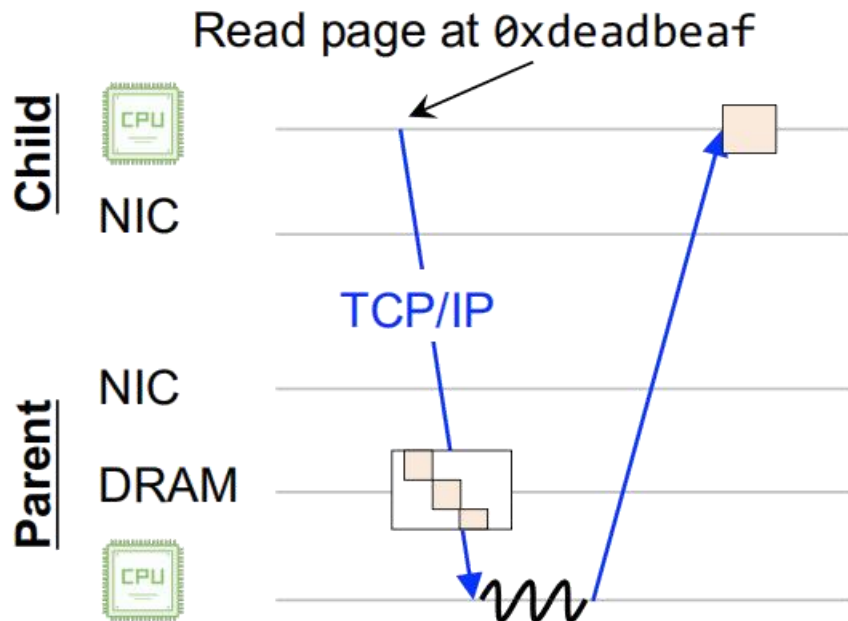 Read page at 0xdeadbeaf
Child
CPU
NIC
TCP/IP
NIC
Parent
DRAM
CPU